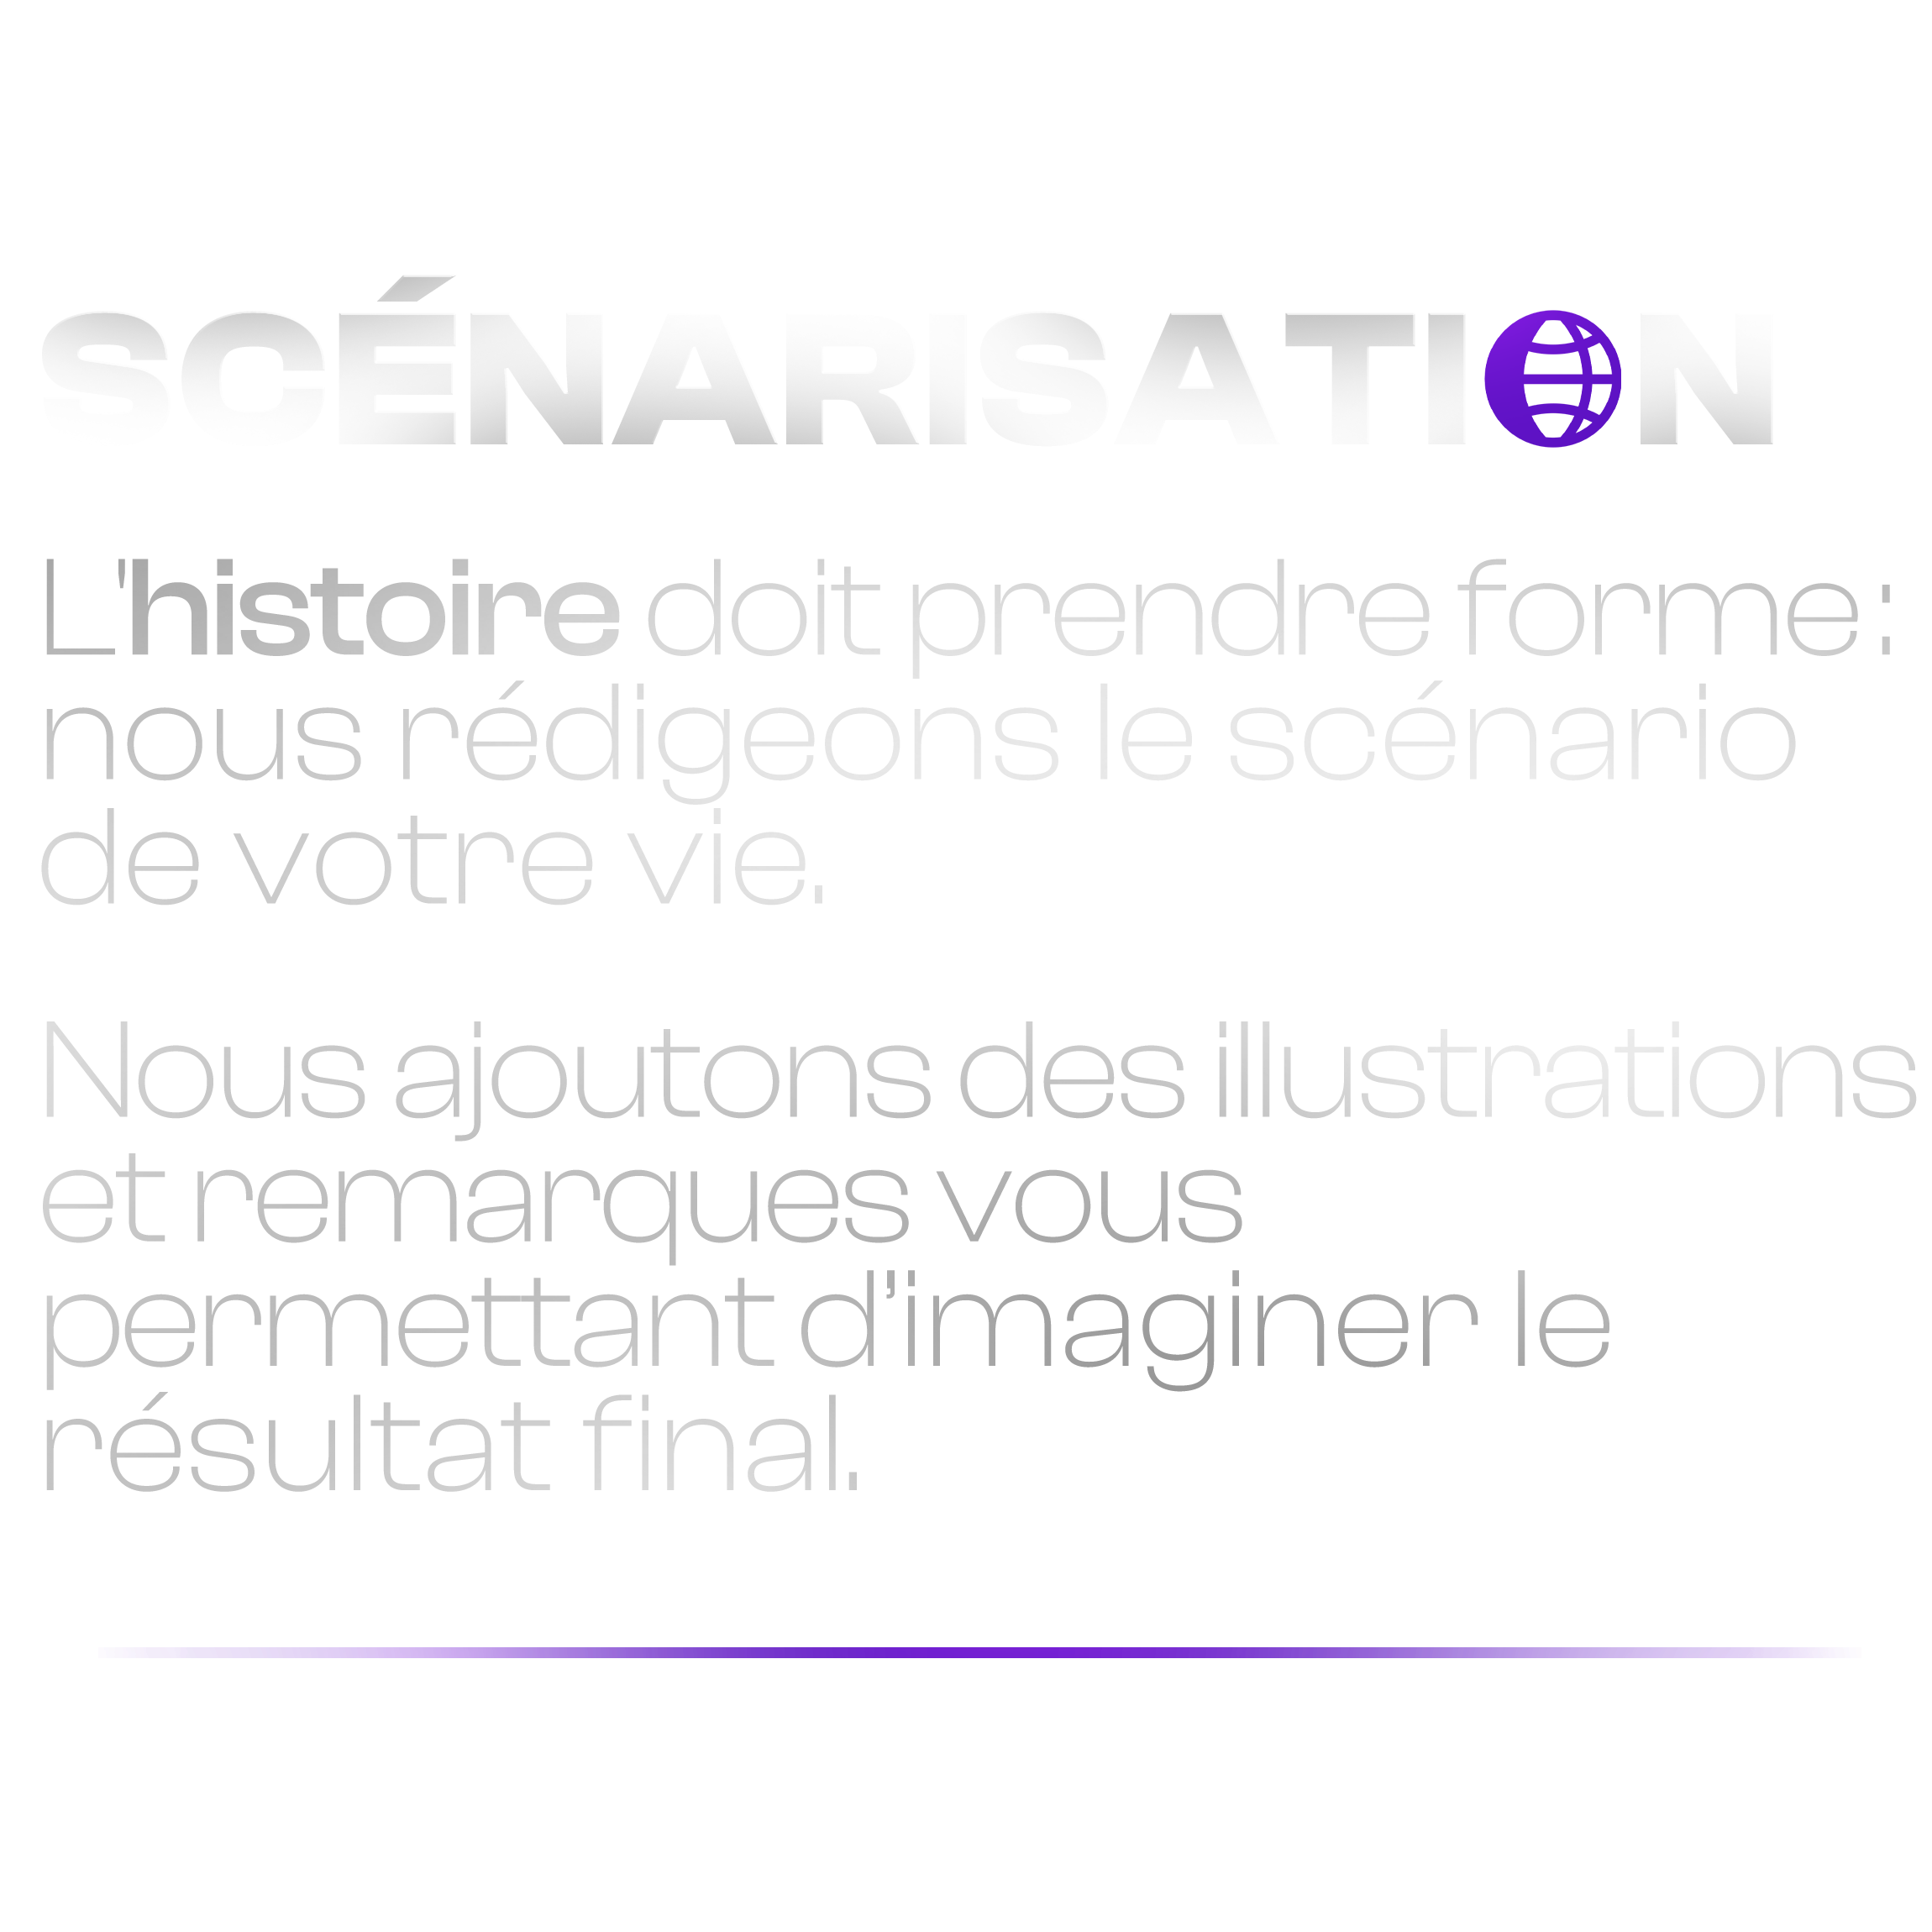 SCÉNARISATION
L'histoire doit prendre forme :
nous rédigeons le scénario
de votre vie.
Nous ajoutons des illustrations
et remarques vous
permettant d’imaginer le
résultat final.